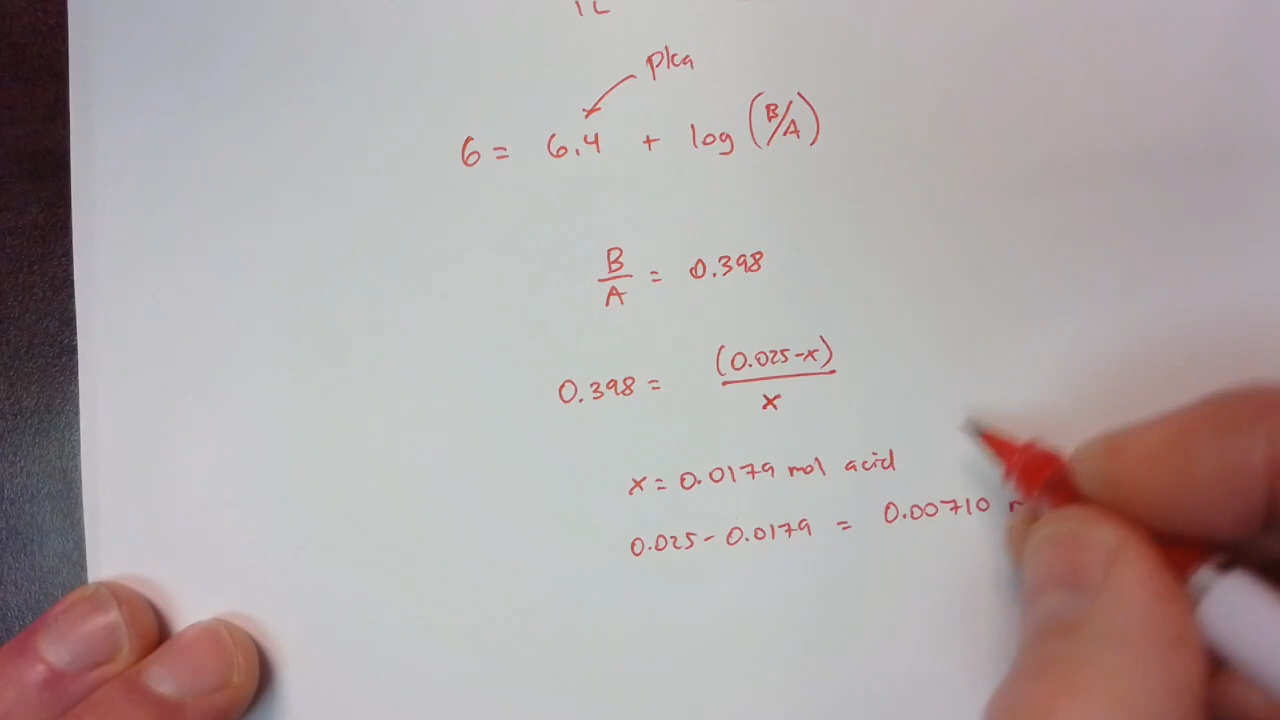 1L
pka
6 = 6.4 + log (B/A)
B/A = 0.398
0.398 = (0.025-x)/x
x = 0.0179 mol acid
0.025 - 0.0179 = 0.00710